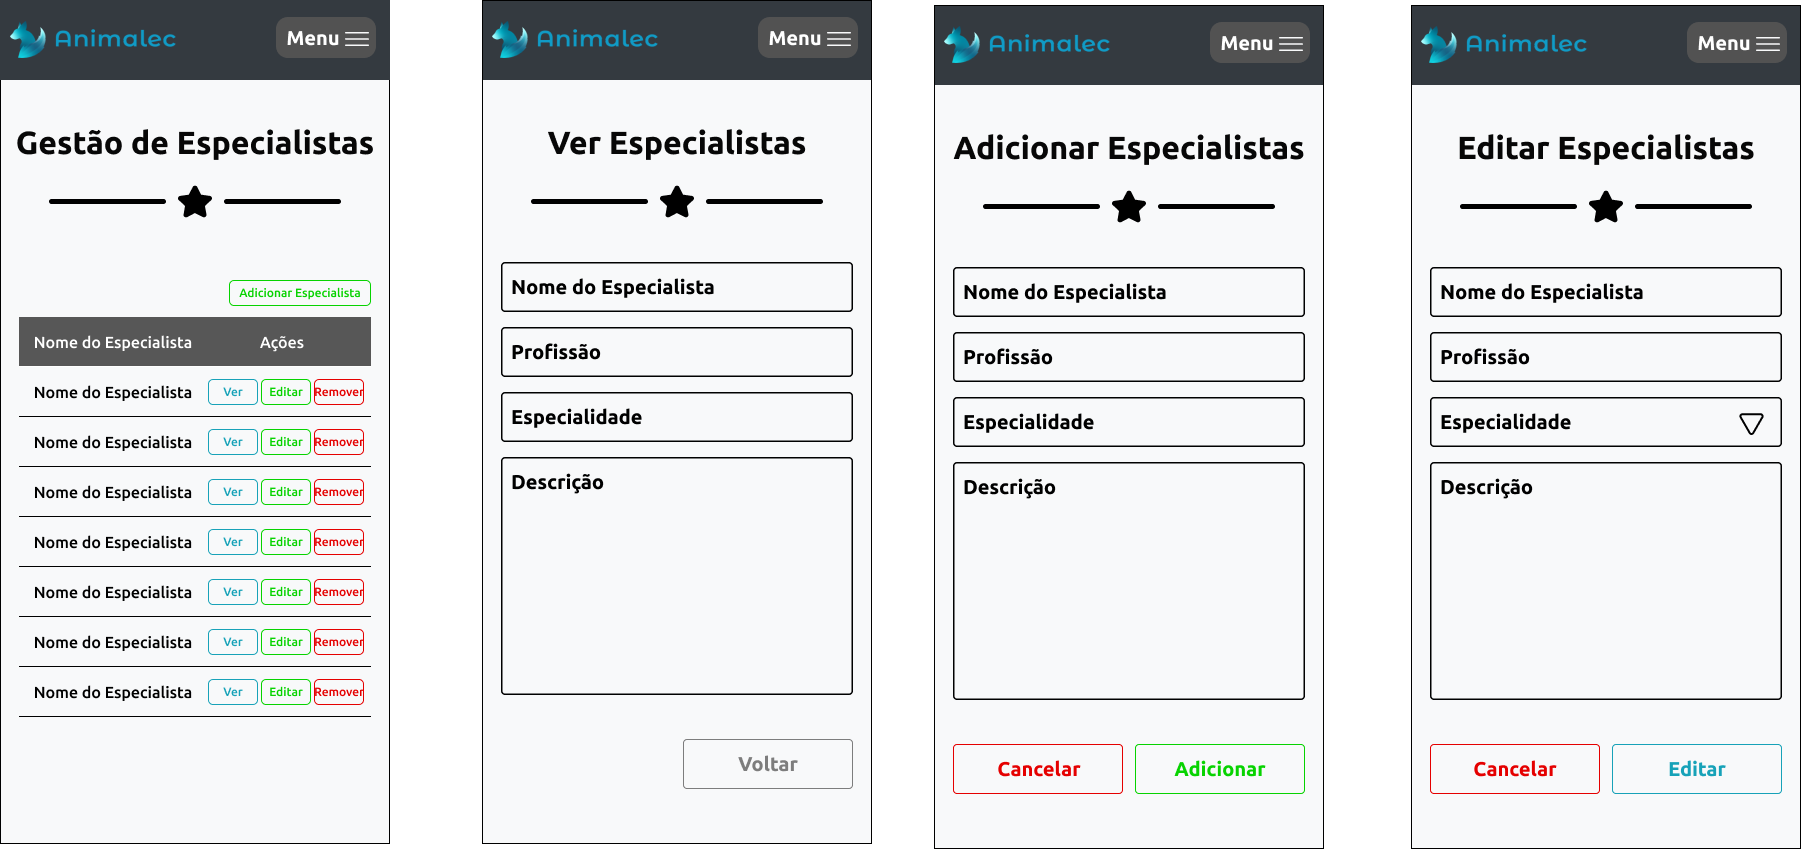 Animalec
Menu
Gestão de Especialistas
Adicionar Especialista
Nome do Especialista Ações
Nome do Especialista Ver Editar Remover
Nome do Especialista Ver Editar Remover
Nome do Especialista Ver Editar Remover
Nome do Especialista Ver Editar Remover
Nome do Especialista Ver Editar Remover
Nome do Especialista Ver Editar Remover
Nome do Especialista Ver Editar Remover
Animalec
Menu
Ver Especialistas
Nome do Especialista
Profissão
Especialidade
Descrição
Voltar
Animalec
Menu
Adicionar Especialistas
Nome do Especialista
Profissão
Especialidade
Descrição
Cancelar Adicionar
Animalec
Menu
Editar Especialistas
Nome do Especialista
Profissão
Especialidade
Descrição
Cancelar Editar